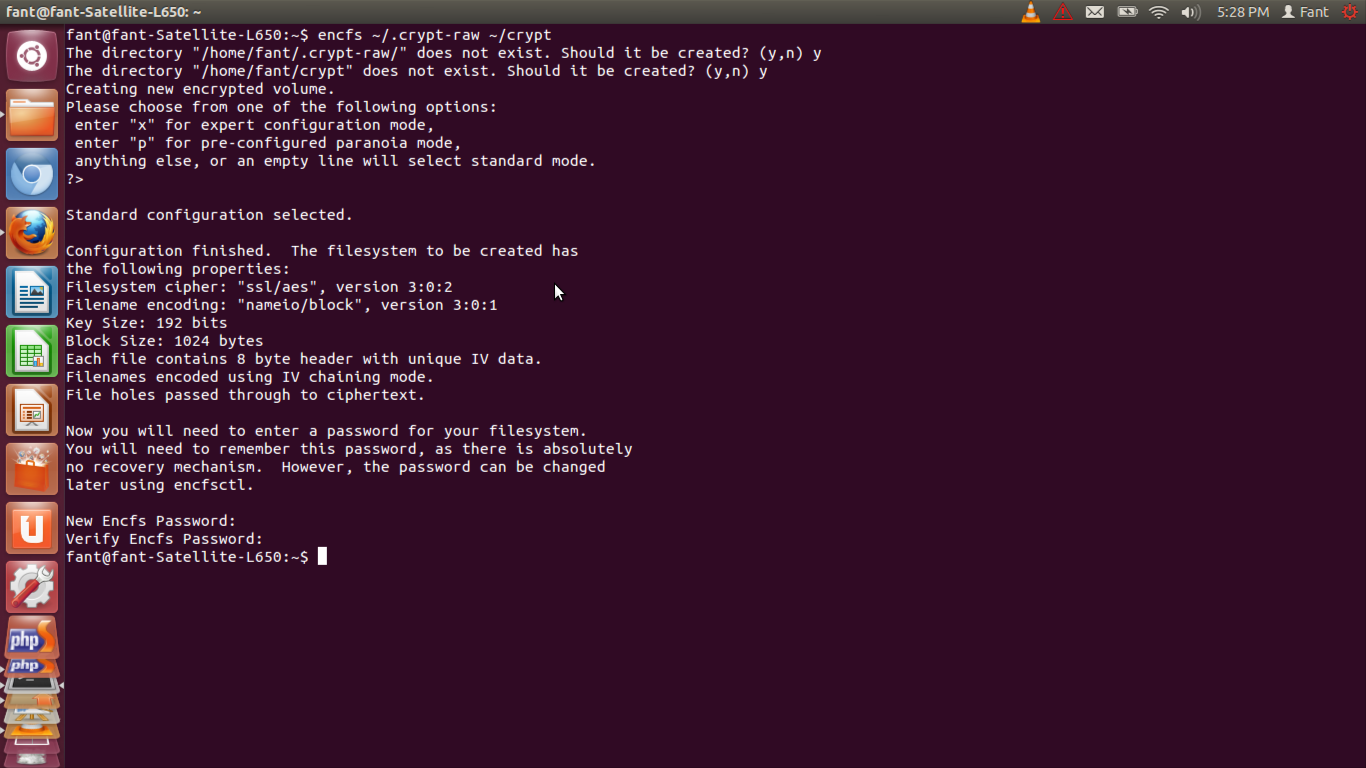 fant@fant-Satellite-L650: ~
5:28 PM
Fant
fant@fant-Satellite-L650:~$ encfs ~/.crypt-raw ~/crypt
The directory "/home/fant/.crypt-raw/" does not exist. Should it be created? (y,n) y
The directory "/home/fant/crypt" does not exist. Should it be created? (y,n) y
Creating new encrypted volume.
Please choose from one of the following options:
 enter "x" for expert configuration mode,
 enter "p" for pre-configured paranoia mode,
 anything else, or an empty line will select standard mode.
?>
Standard configuration selected.
Configuration finished.  The filesystem to be created has
the following properties:
Filesystem cipher: "ssl/aes", version 3:0:2
Filename encoding: "nameio/block", version 3:0:1
Key Size: 192 bits
Block Size: 1024 bytes
Each file contains 8 byte header with unique IV data.
Filenames encoded using IV chaining mode.
File holes passed through to ciphertext.
Now you will need to enter a password for your filesystem.
You will need to remember this password, as there is absolutely
no recovery mechanism.  However, the password can be changed
later using encfsctl.
New Encfs Password:
Verify Encfs Password:
fant@fant-Satellite-L650:~$
php
php